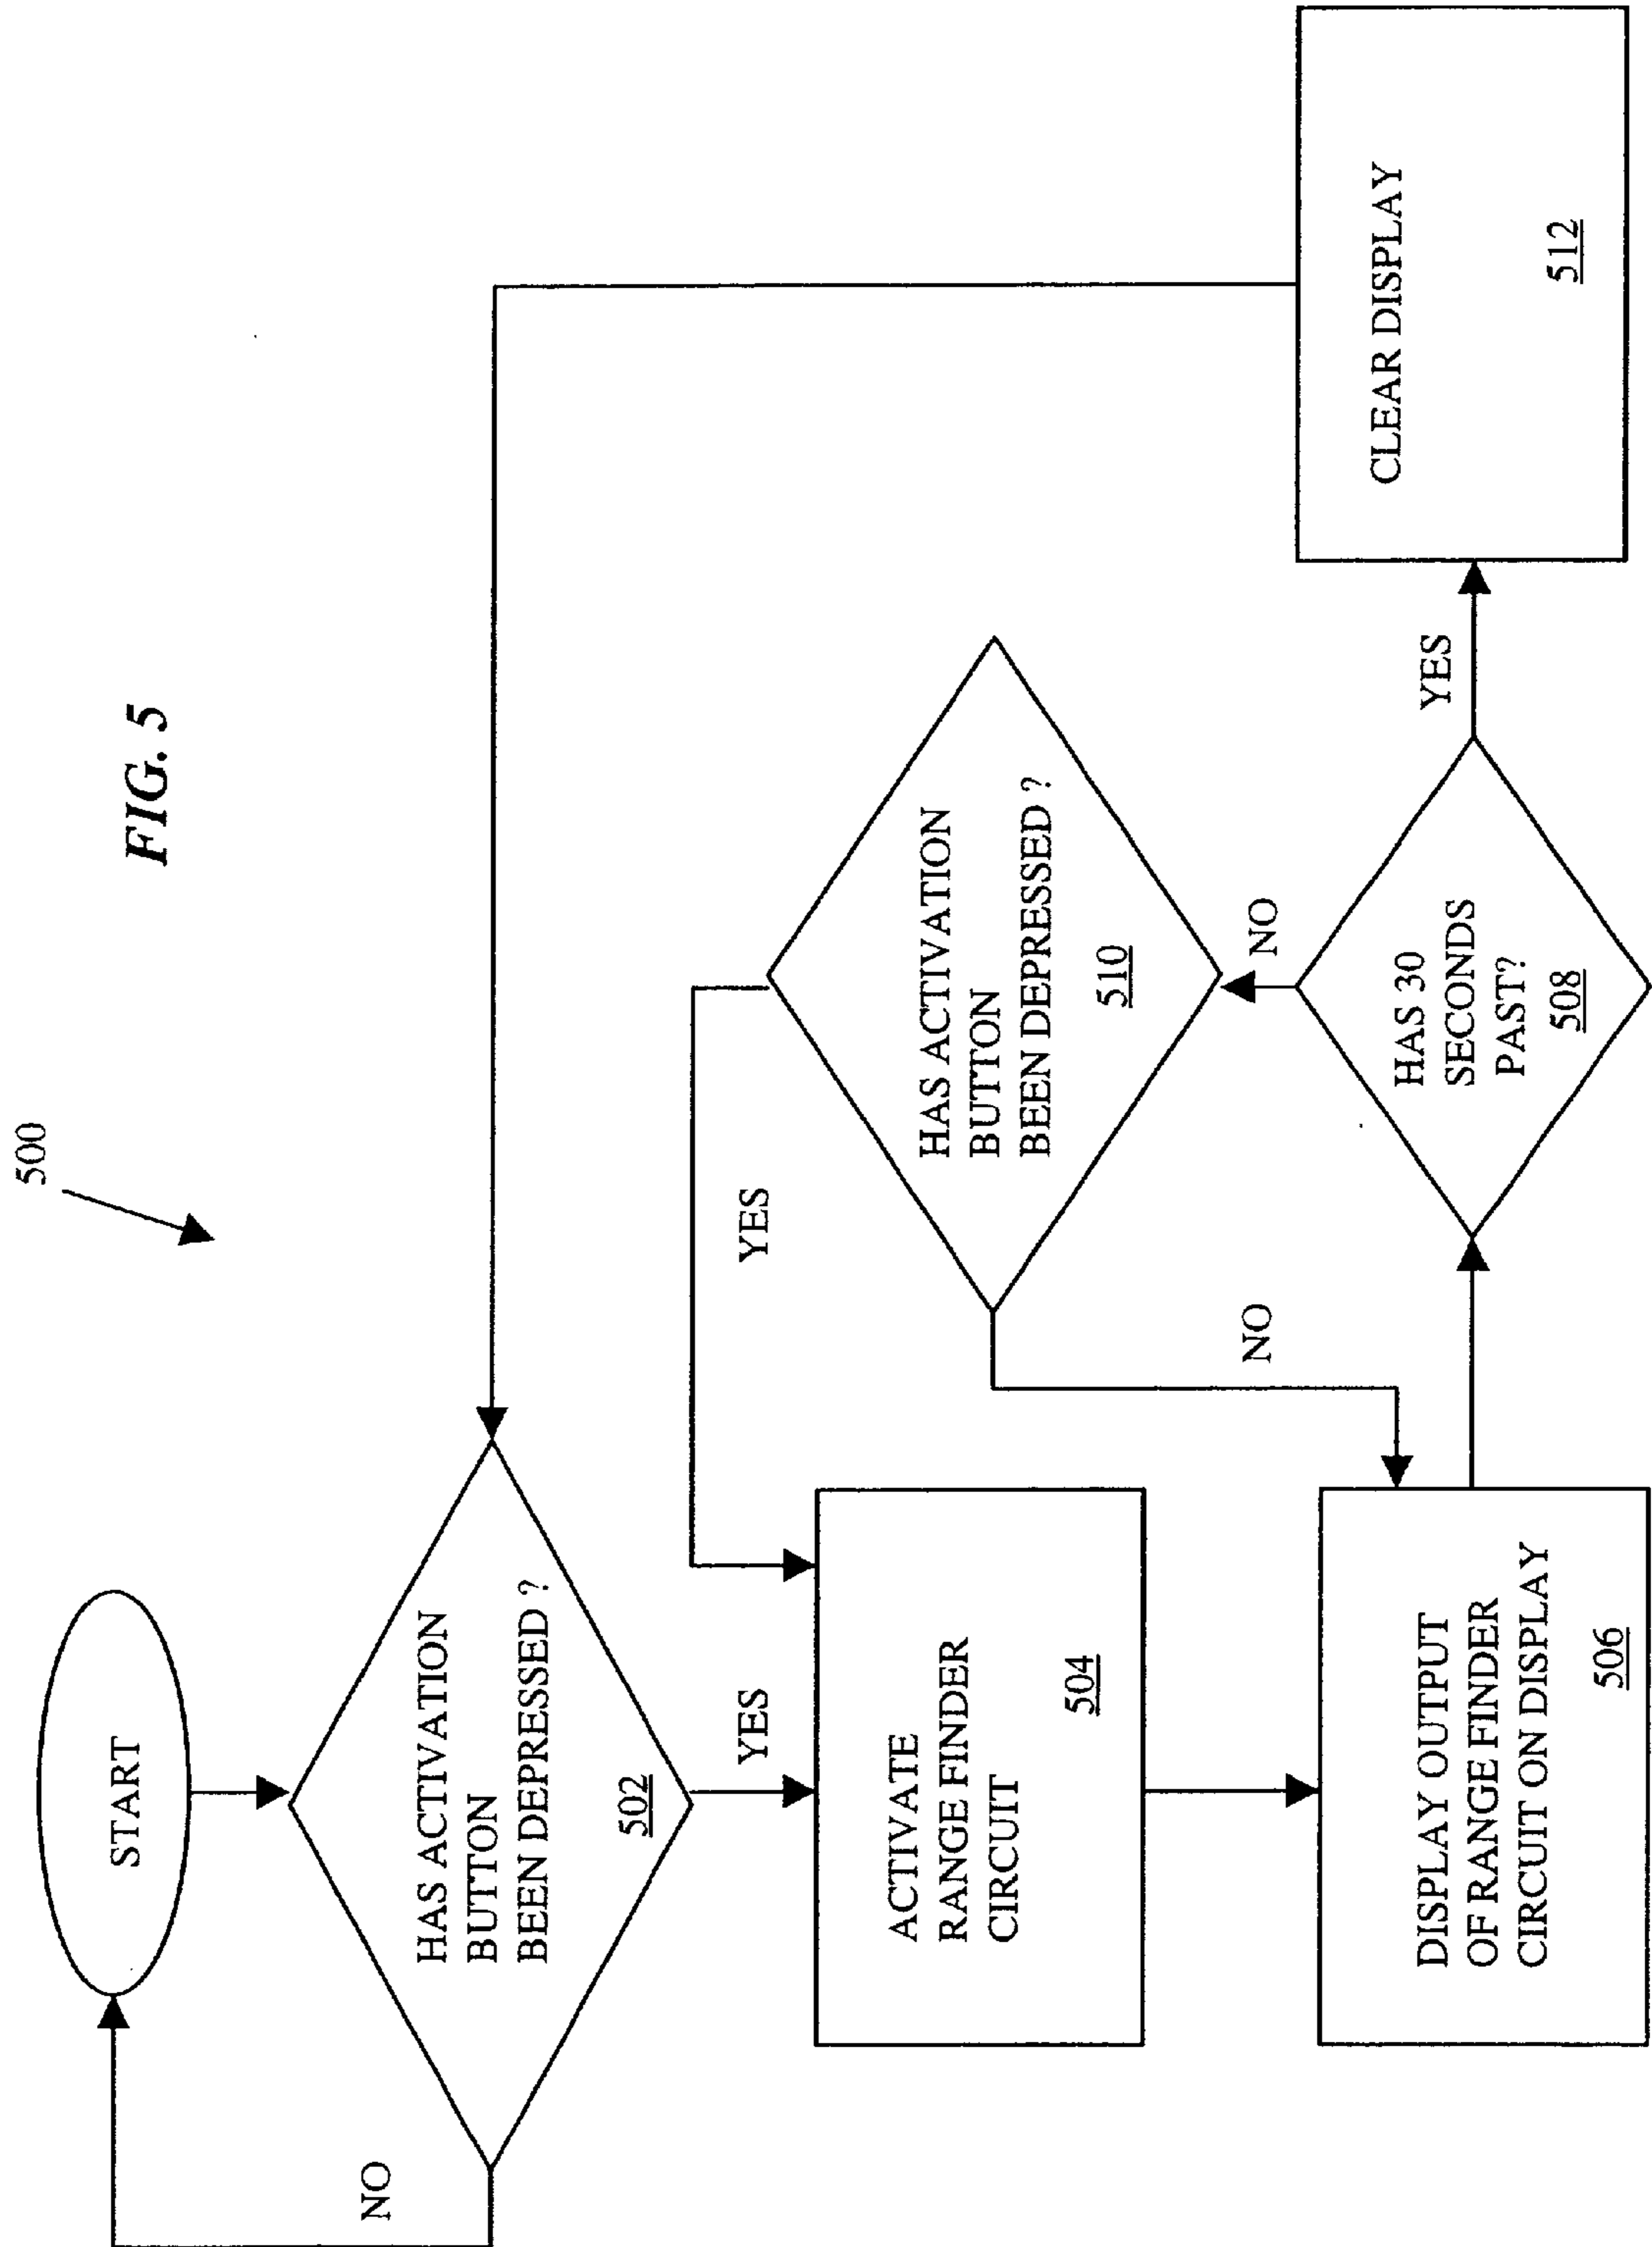 500
FIG. 5
START
HAS ACTIVATION
BUTTON
BEEN DEPRESSED ?
502
NO
YES
ACTIVATE
RANGE FINDER
CIRCUIT
504
DISPLAY OUTPUT
OF RANGE FINDER
CIRCUIT ON DISPLAY
506
HAS 30
SECONDS
PAST?
508
NO
YES
HAS ACTIVATION
BUTTON
BEEN DEPRESSED ?
510
YES
NO
CLEAR DISPLAY
512